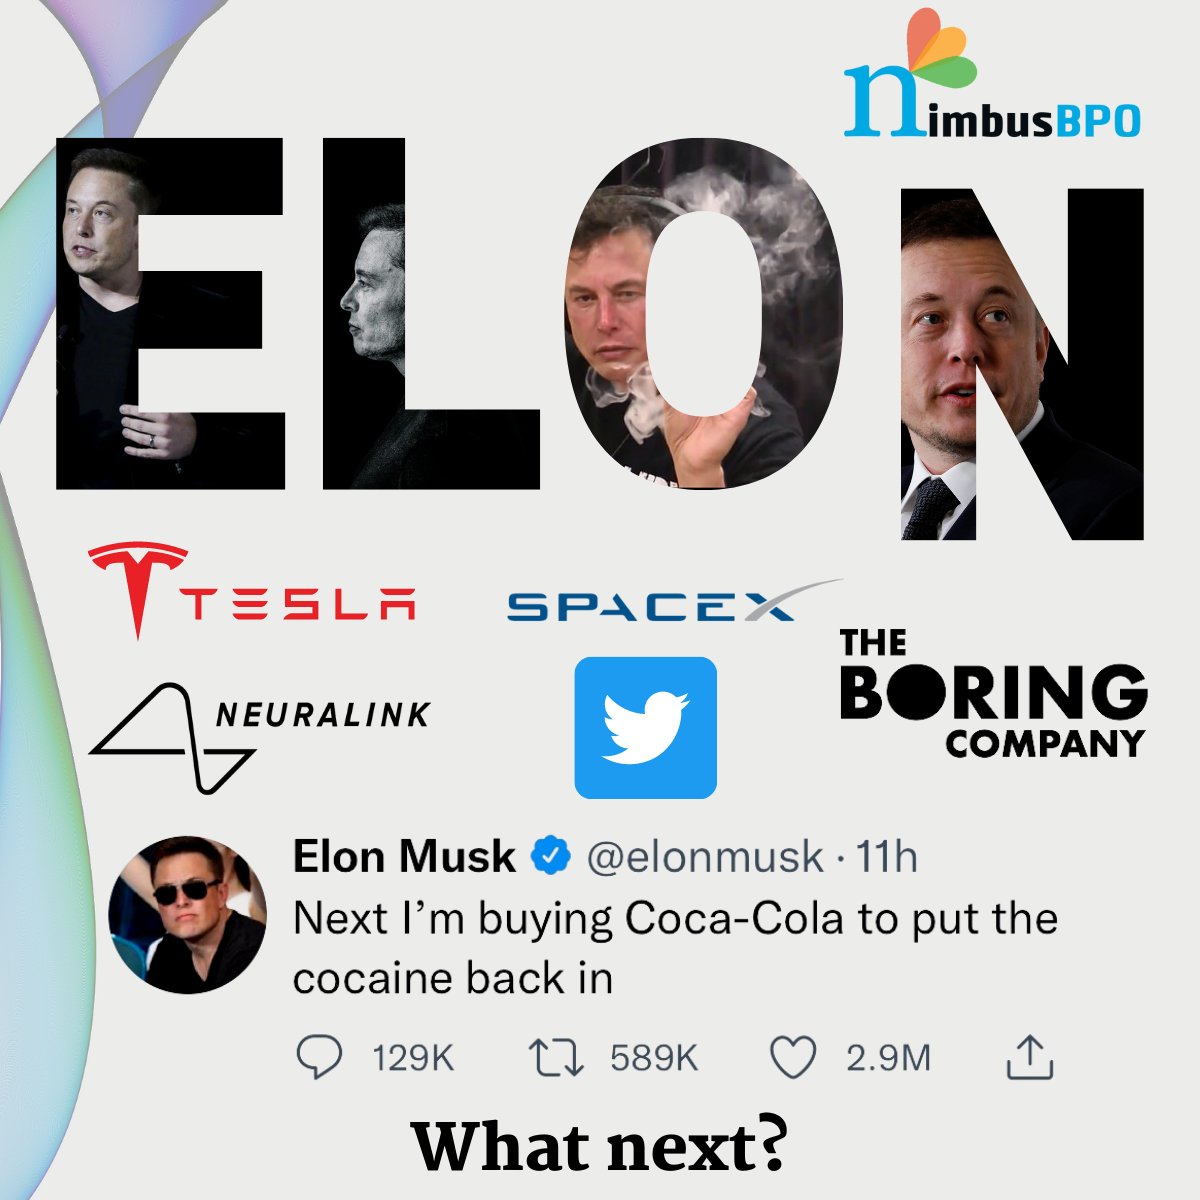 nimbusBPO
ELON
TESLA
SPACEX
THE
BORING
COMPANY
NEURALINK
Elon Musk @elonmusk · 11h
Next I’m buying Coca-Cola to put the
cocaine back in
129K 589K 2.9M
What next?